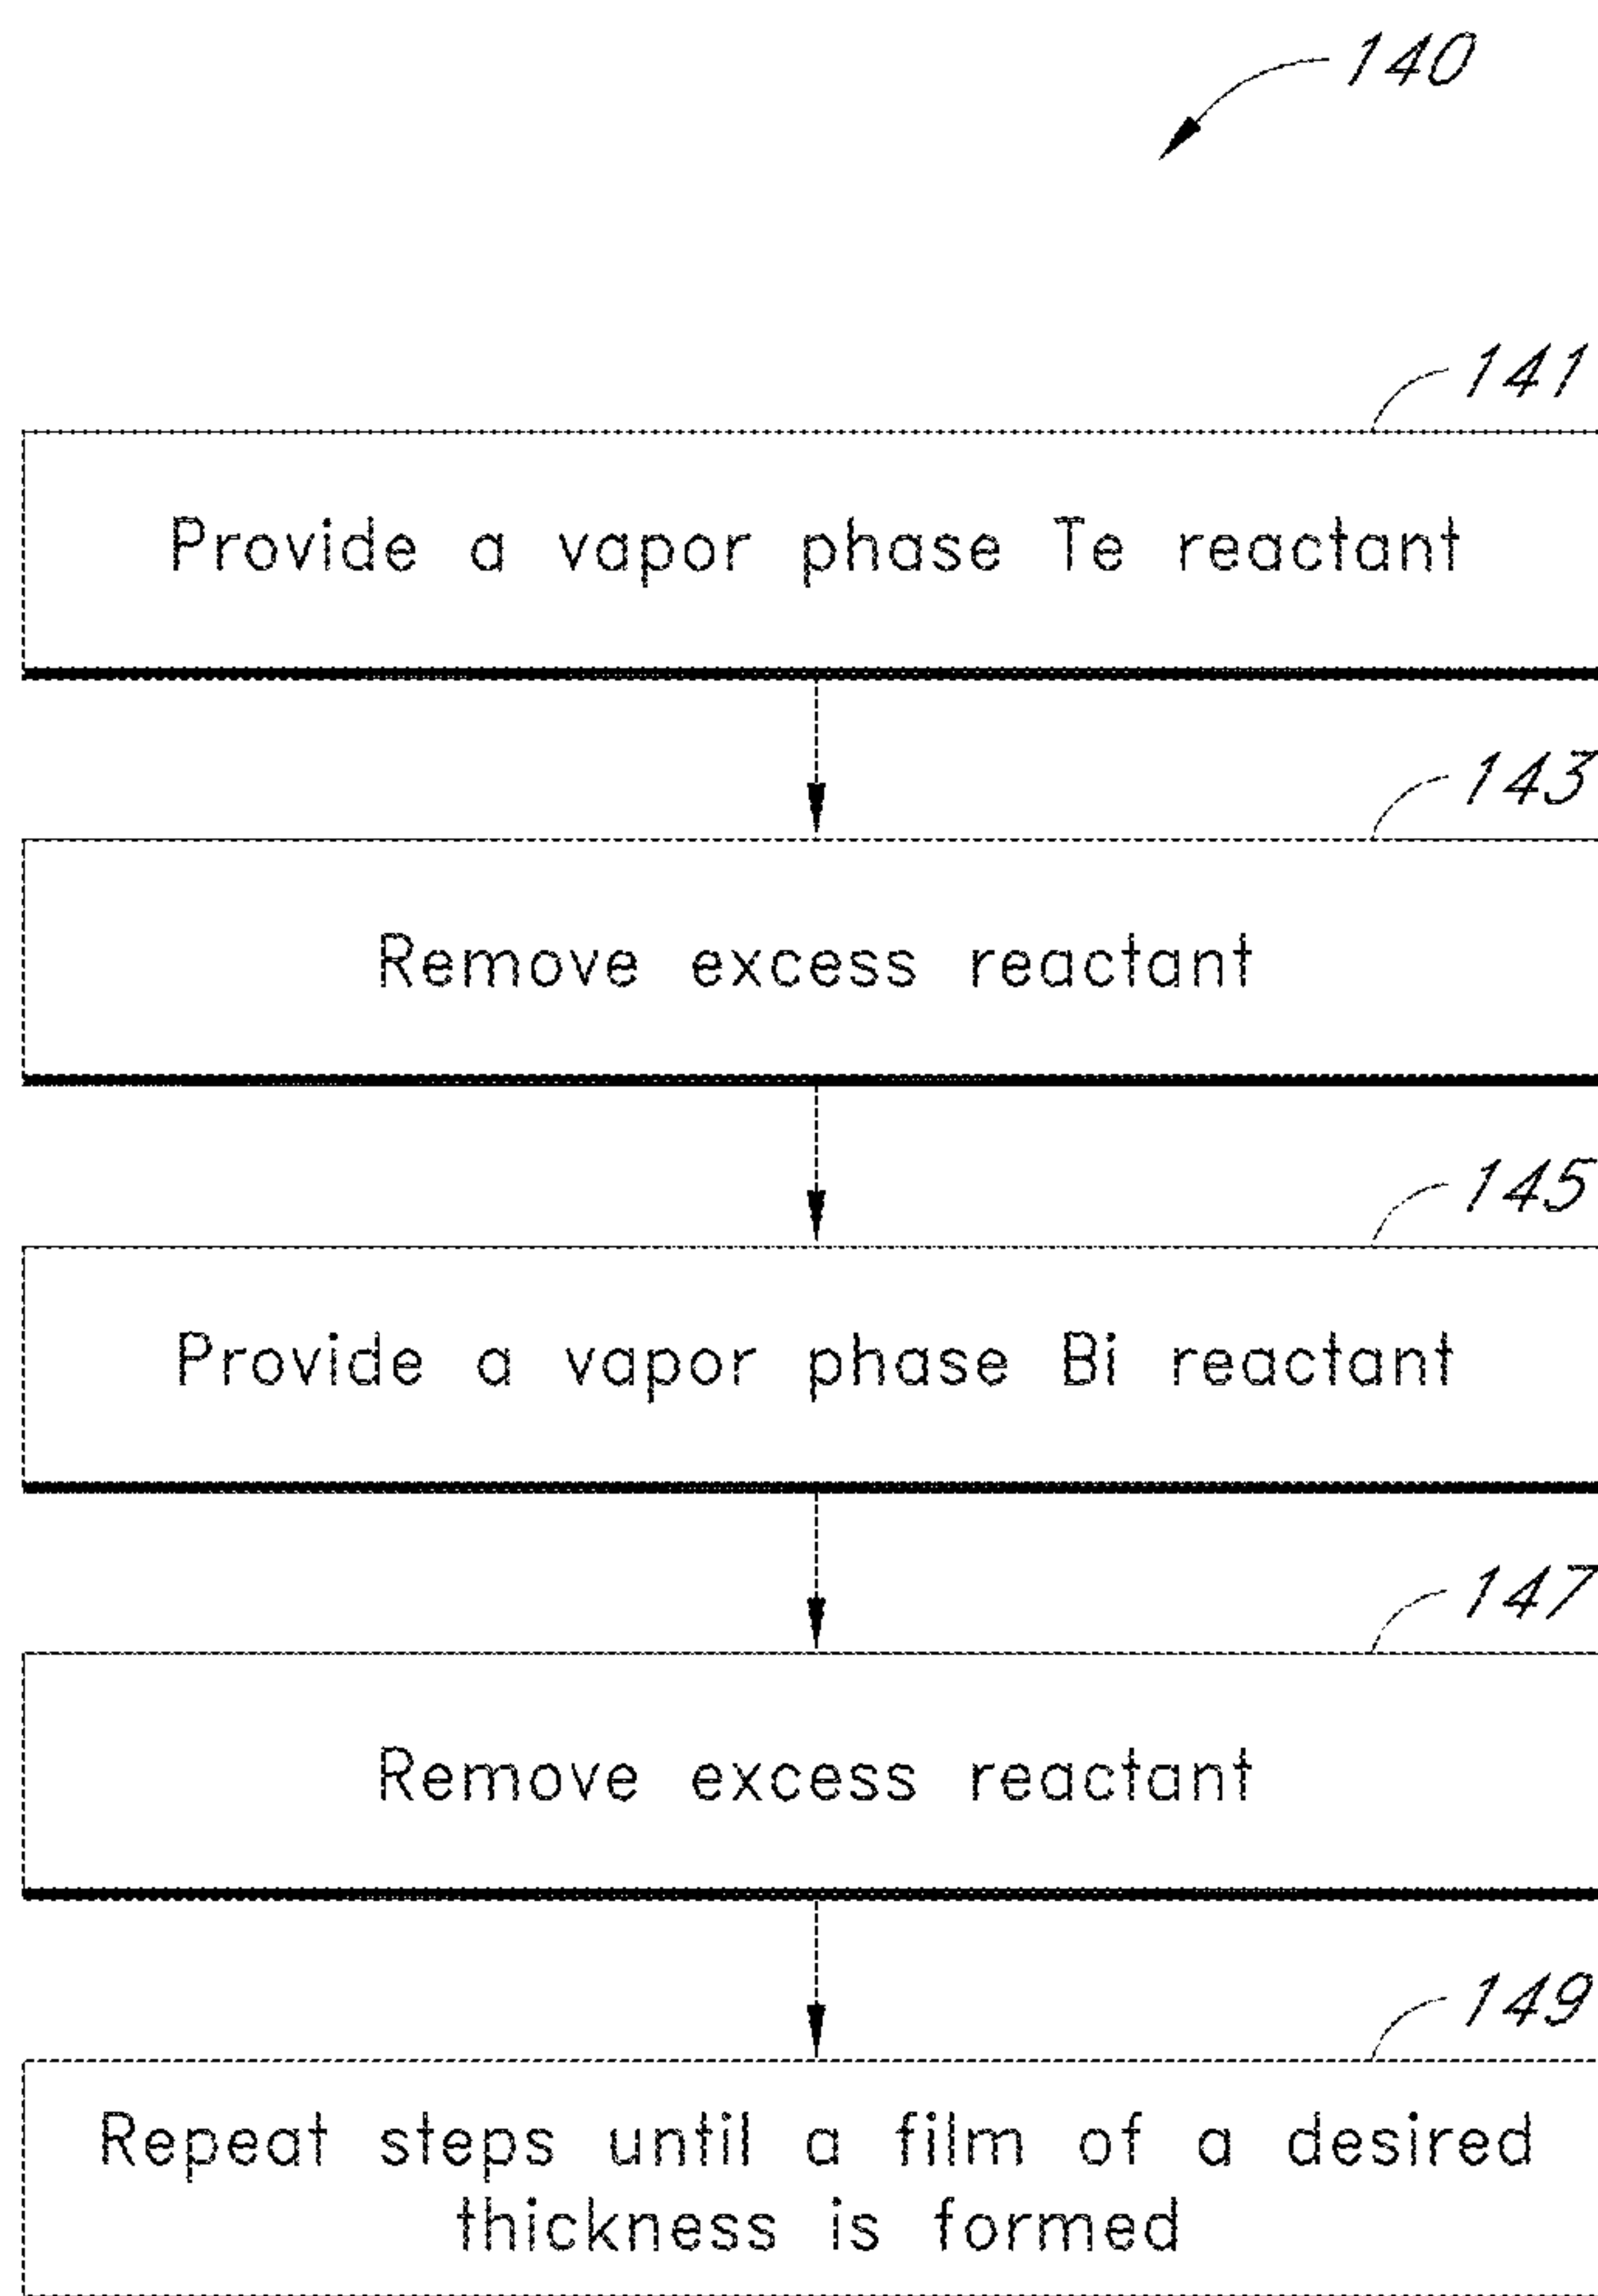 140
141
Provide a vapor phase Te reactant
143
Remove excess reactant
145
Provide a vapor phase Bi reactant
147
Remove excess reactant
149
Repeat steps until a film of a desired
thickness is formed